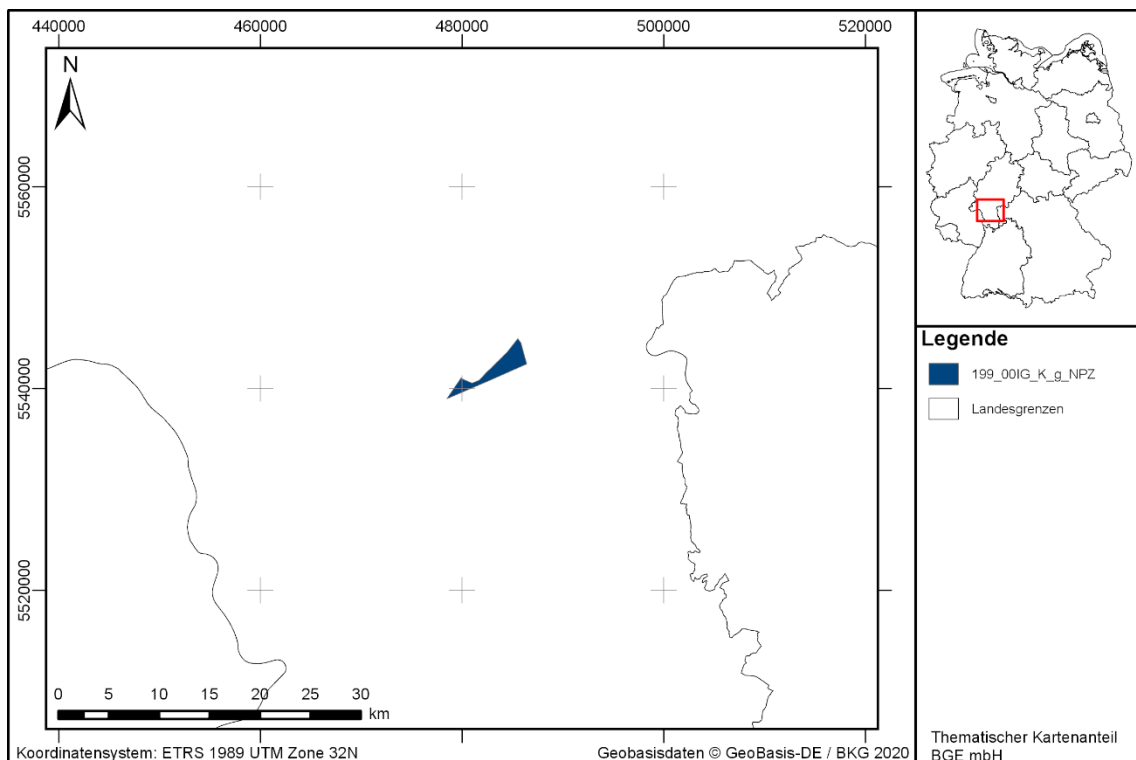 440000 460000 480000 500000 520000
N
5560000
5540000
5520000
0 5 10 15 20 25 30
km
Koordinatensystem: ETRS 1989 UTM Zone 32N
Geobasisdaten © GeoBasis-DE / BKG 2020
Legende
199_00IG_K_g_NPZ
Landesgrenzen
Thematischer Kartenanteil
BGE mbH